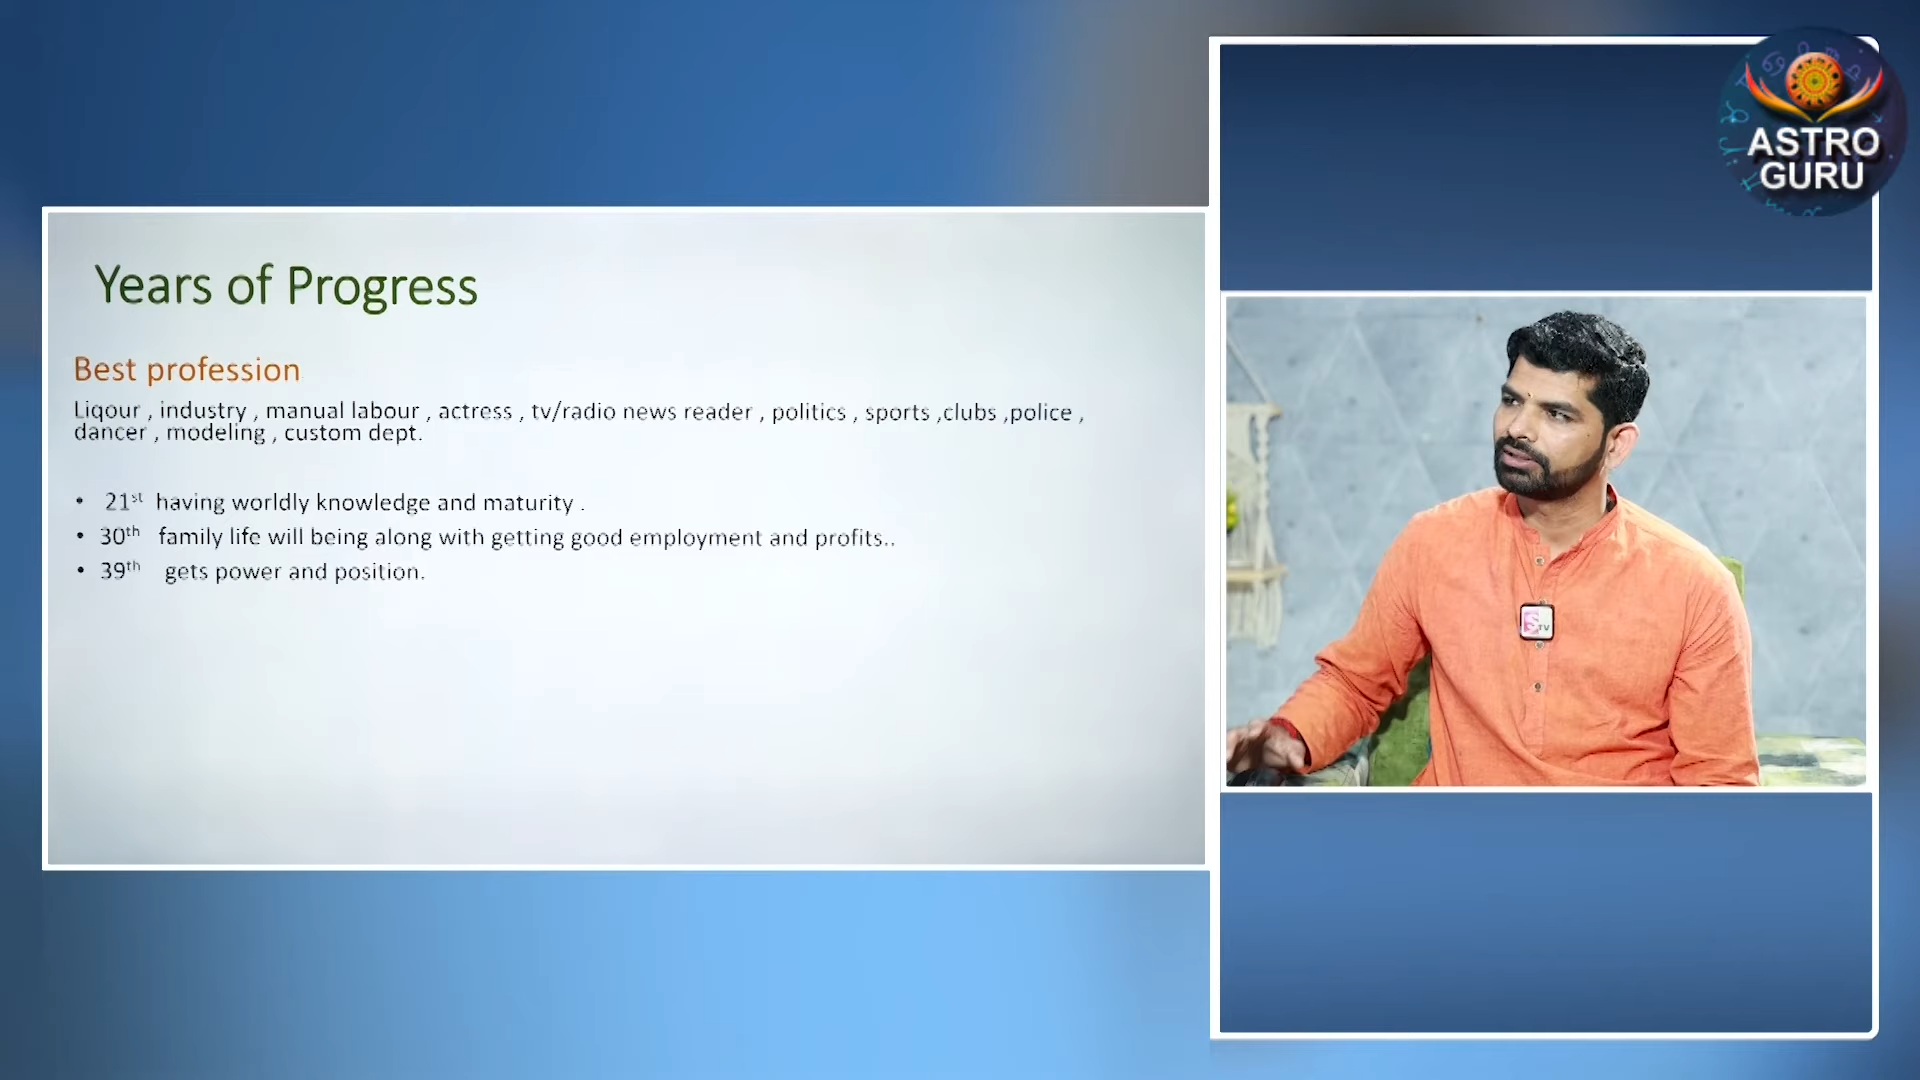 ASTRO
GURU
Years of Progress
Best profession
Liqour , industry , manual labour , actress , tv/radio news reader , politics , sports ,clubs ,police ,
dancer , modeling , custom dept.
• 21st having worldly knowledge and maturity .
• 30th family life will being along with getting good employment and profits..
• 39th gets power and position.
STV